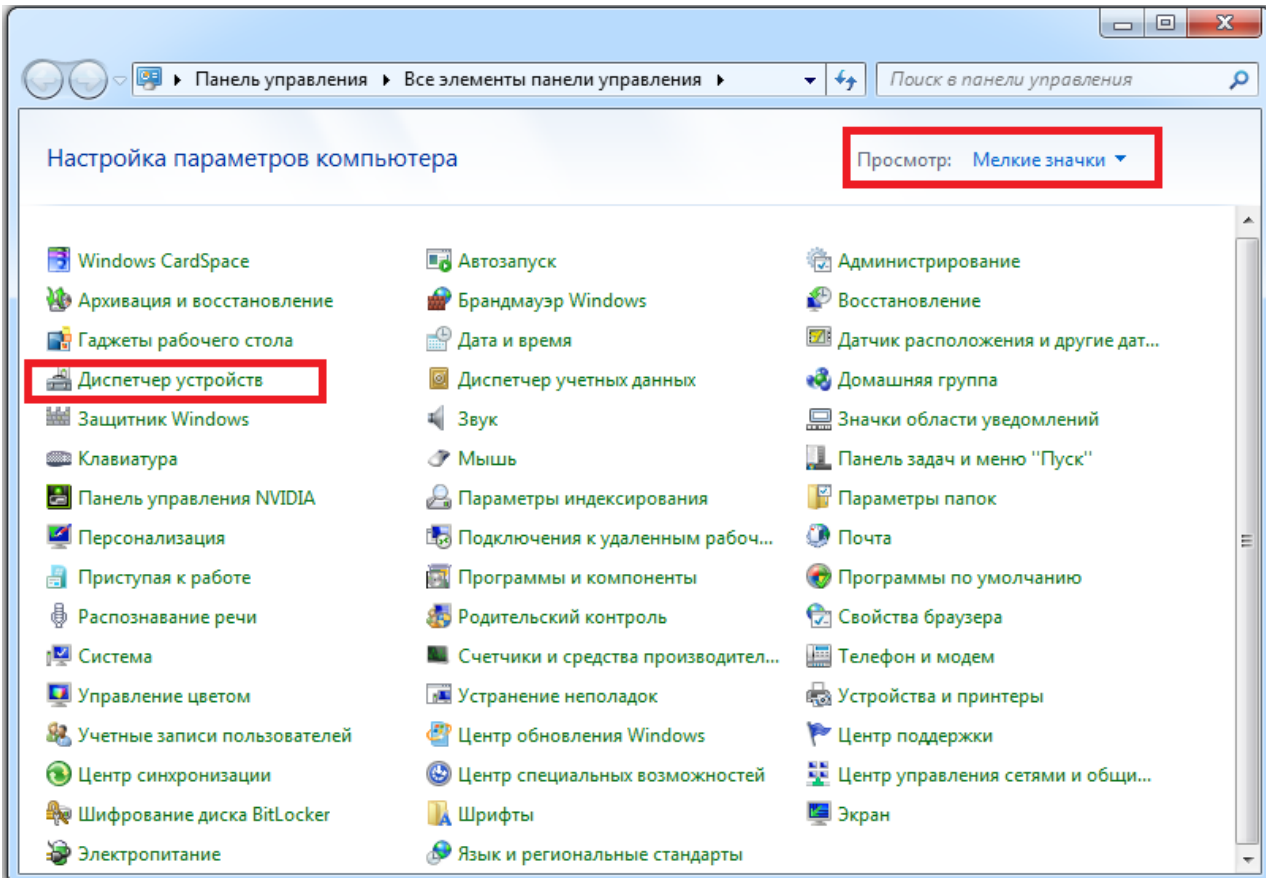 Панель управления Все элементы панели управления Поиск в панели управления
Настройка параметров компьютера Просмотр: Мелкие значки
Windows CardSpace Автозапуск Администрирование
Архивация и восстановление Брандмауэр Windows Восстановление
Гаджеты рабочего стола Дата и время Датчик расположения и другие дат...
Диспетчер устройств Диспетчер учетных данных Домашняя группа
Защитник Windows Звук Значки области уведомлений
Клавиатура Мышь Панель задач и меню ''Пуск''
Панель управления NVIDIA Параметры индексирования Параметры папок
Персонализация Подключения к удаленным рабоч... Почта
Приступая к работе Программы и компоненты Программы по умолчанию
Распознавание речи Родительский контроль Свойства браузера
Система Счетчики и средства производител... Телефон и модем
Управление цветом Устранение неполадок Устройства и принтеры
Учетные записи пользователей Центр обновления Windows Центр поддержки
Центр синхронизации Центр специальных возможностей Центр управления сетями и общи...
Шифрование диска BitLocker Шрифты Экран
Электропитание Язык и региональные стандарты